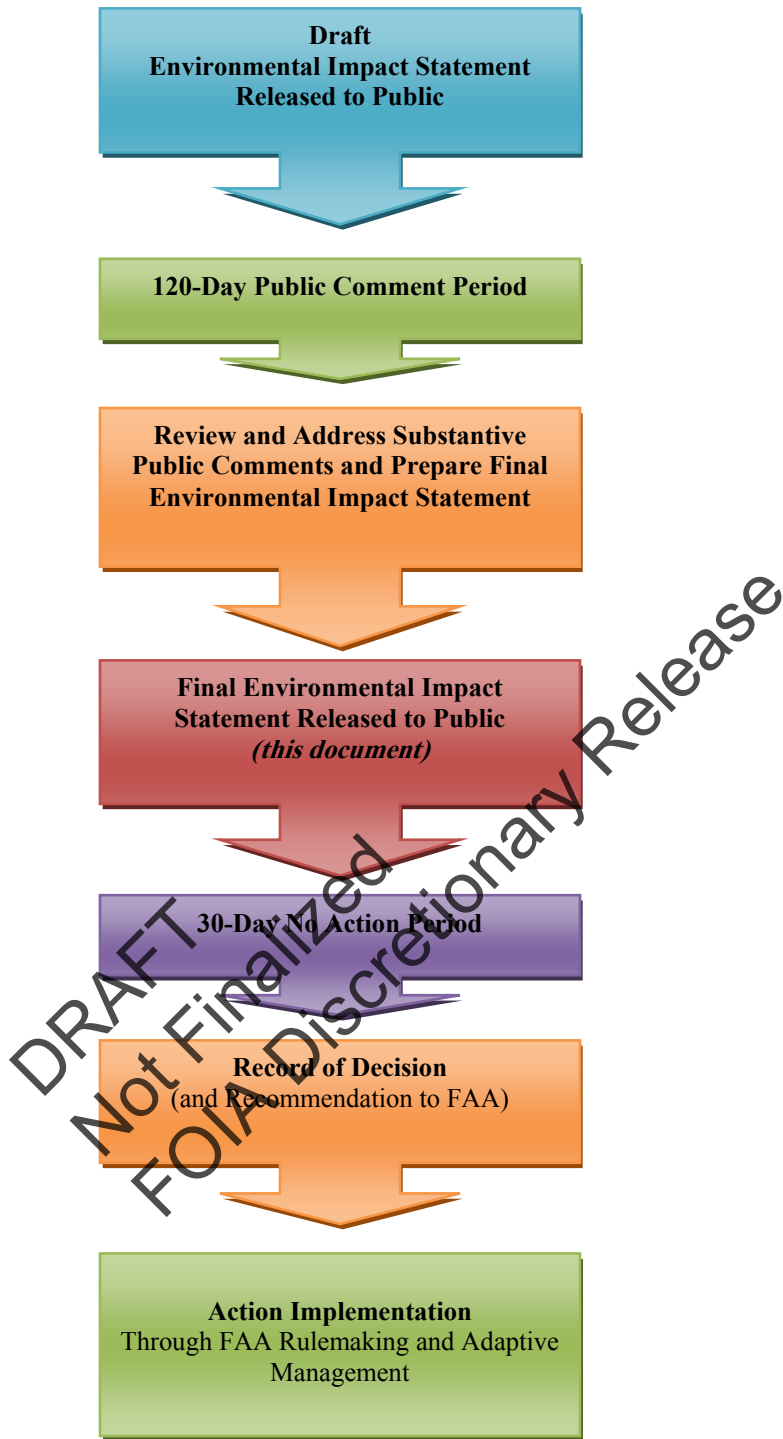 Draft
Environmental Impact Statement
Released to Public
120-Day Public Comment Period
Review and Address Substantive
Public Comments and Prepare Final
Environmental Impact Statement
Final Environmental Impact
Statement Released to Public
(this document)
30-Day No Action Period
Record of Decision
(and Recommendation to FAA)
Action Implementation
Through FAA Rulemaking and Adaptive
Management
DRAFT
Not Finalized
FOIA Discretionary Release